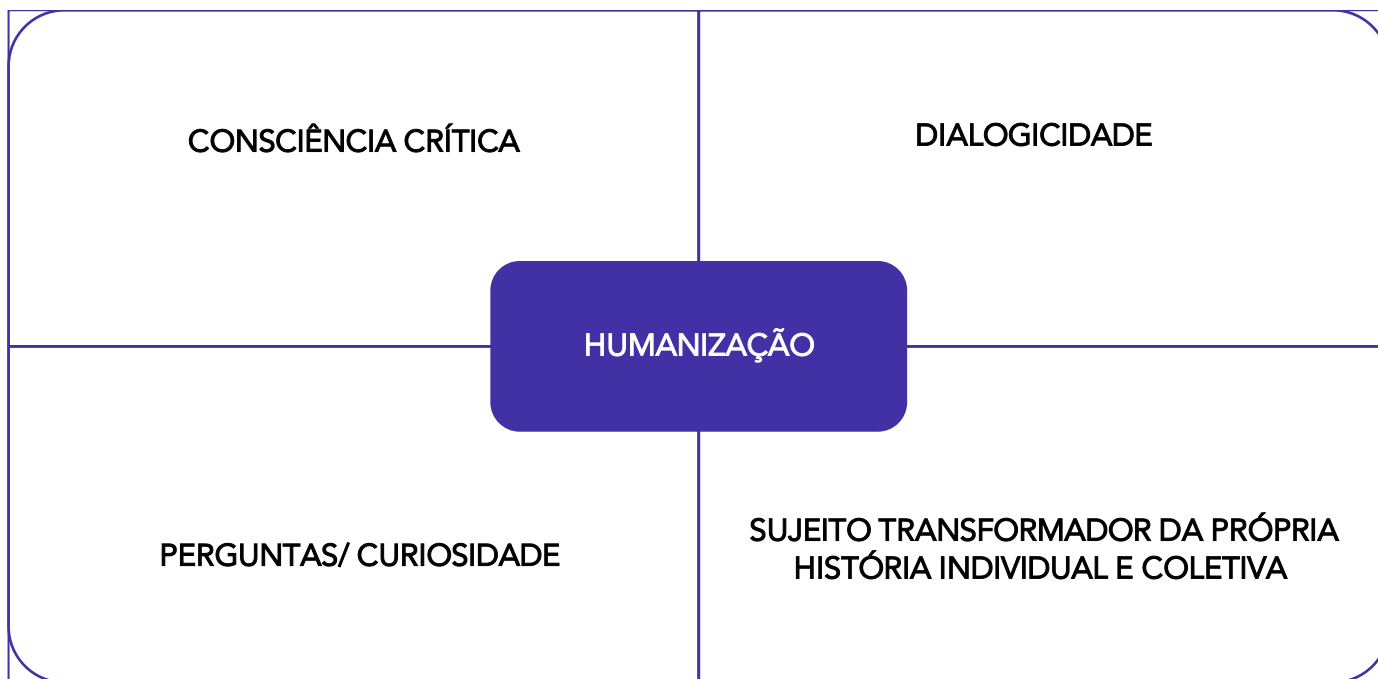 CONSCIÊNCIA CRÍTICA
DIALOGICIDADE
HUMANIZAÇÃO
PERGUNTAS/ CURIOSIDADE
SUJEITO TRANSFORMADOR DA PRÓPRIA
HISTÓRIA INDIVIDUAL E COLETIVA